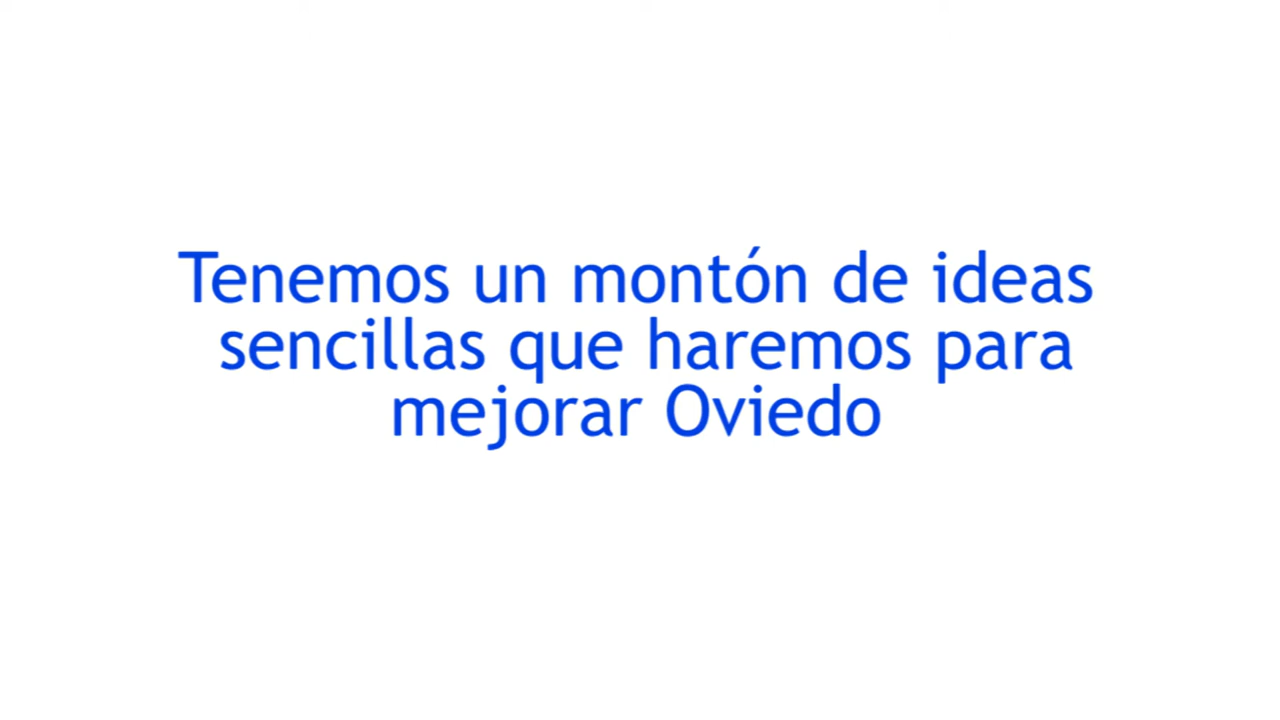 Tenemos un montón de ideas
sencillas que haremos para
mejorar Oviedo